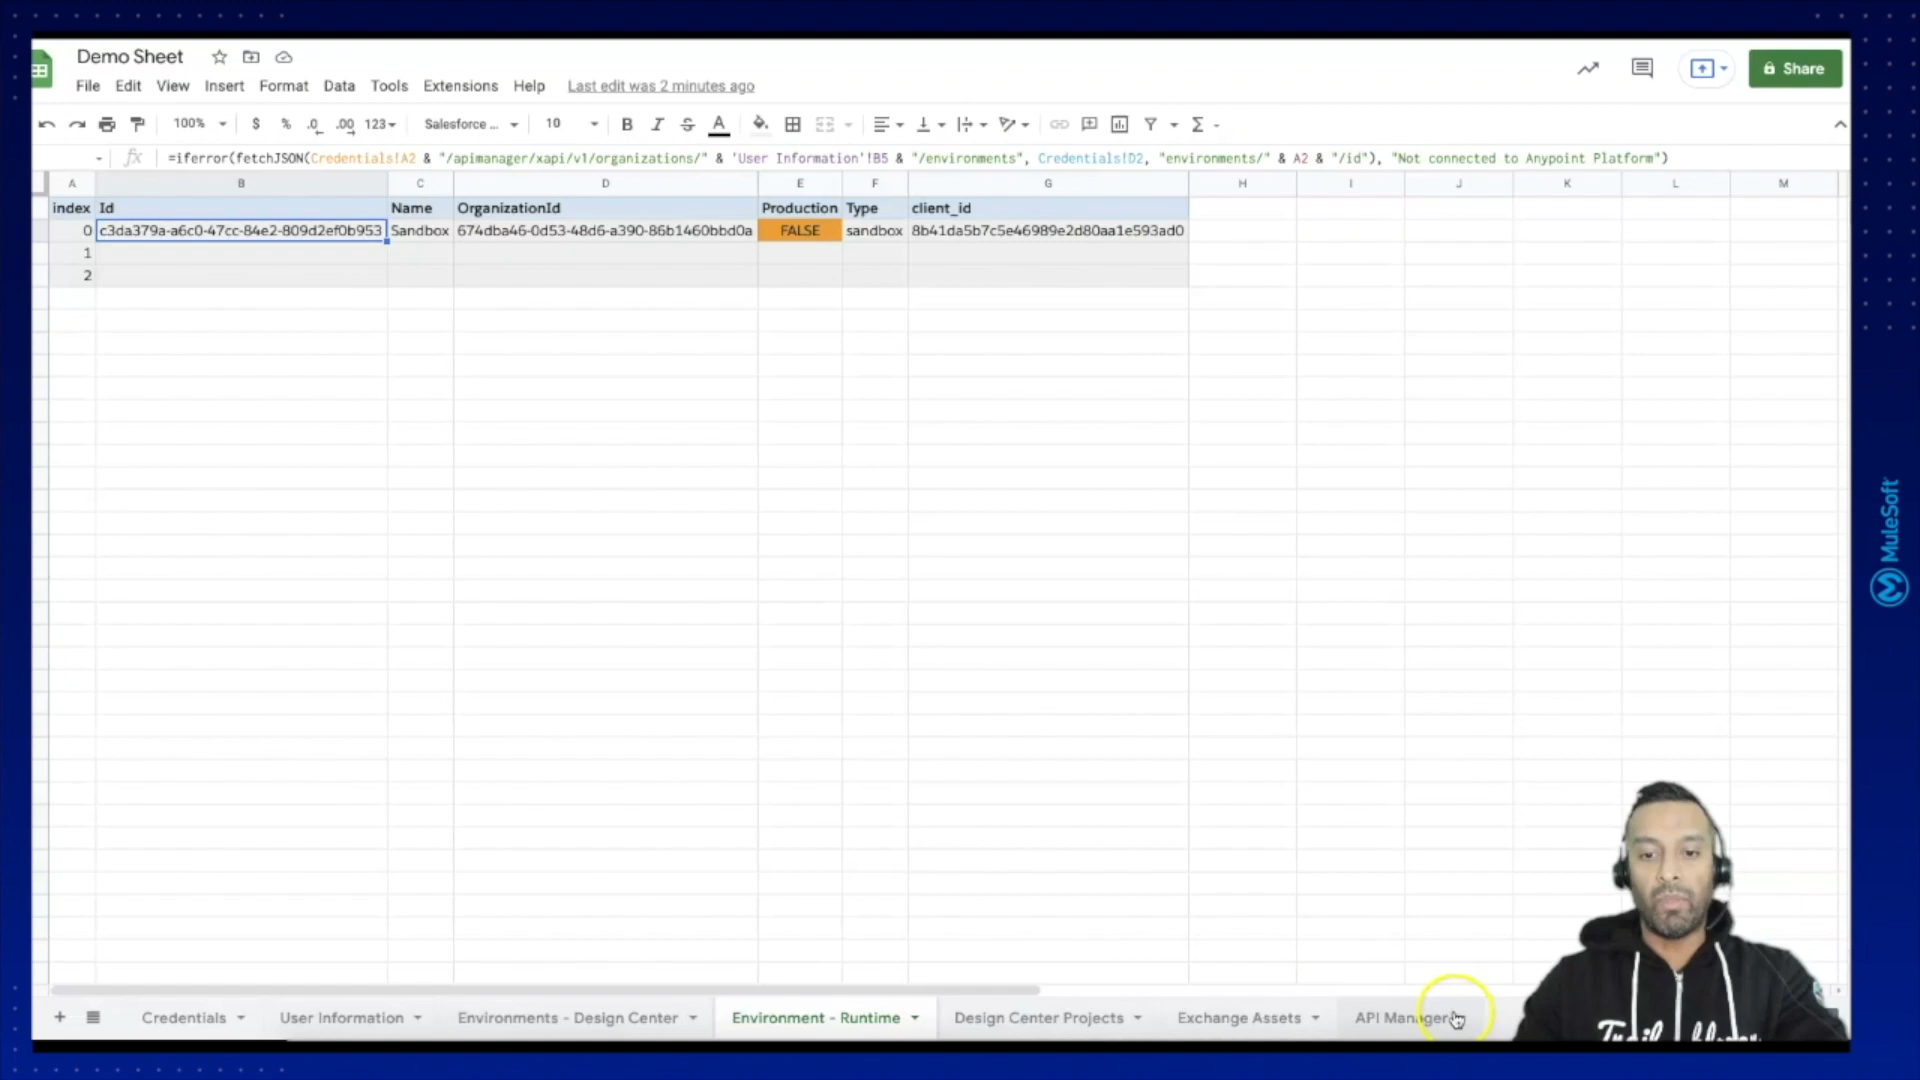 Demo Sheet
File Edit View Insert Format Data Tools Extensions Help Last edit was 2 minutes ago
Share
100% $ % .0 .00 123 Salesforce ... 10 B I S A Σ
fx =iferror(fetchJSON(Credentials!A2 & "/apimanager/xapi/v1/organizations/" & 'User Information'!B5 & "/environments", Credentials!D2, "environments/" & A2 & "/id"), "Not connected to Anypoint Platform")
A B C D E F G H I J K L M
index Id Name OrganizationId Production Type client_id
0 c3da379a-a6c0-47cc-84e2-809d2ef0b953 Sandbox 674dba46-0d53-48d6-a390-86b1460bbd0a FALSE sandbox 8b41da5b7c5e46989e2d80aa1e593ad0
1
2
+ Credentials User Information Environments - Design Center Environment - Runtime Design Center Projects Exchange Assets API Manager
MuleSoft